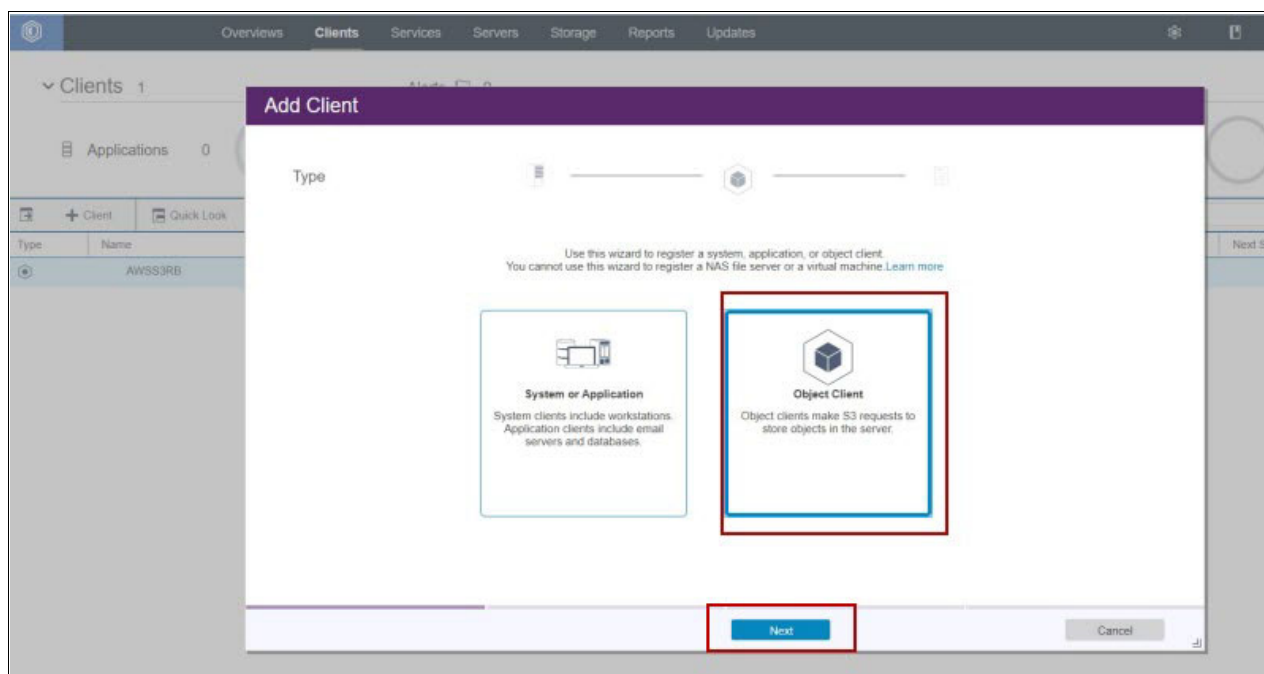 Overviews Clients Services Servers Storage Reports Updates
Clients 1
Add Client
Applications 0
Type
+ Client Quick Look
Type Name
Use this wizard to register a system, application, or object client.
You cannot use this wizard to register a NAS file server or a virtual machine.Learn more
AWSS3RB
System or Application
System clients include workstations.
Application clients include email
servers and databases.
Object Client
Object clients make S3 requests to
store objects in the server.
Next
Cancel